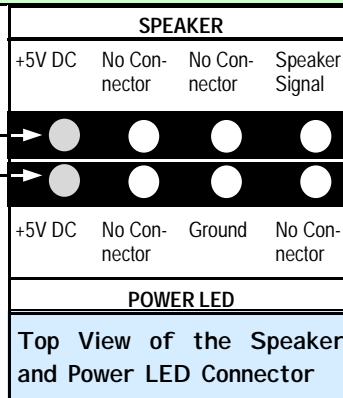 SPEAKER
+5V DC No Con- No Con- Speaker
nector nector Signal
+5V DC No Con- Ground No Con-
nector nector
POWER LED
Top View of the Speaker
and Power LED Connector